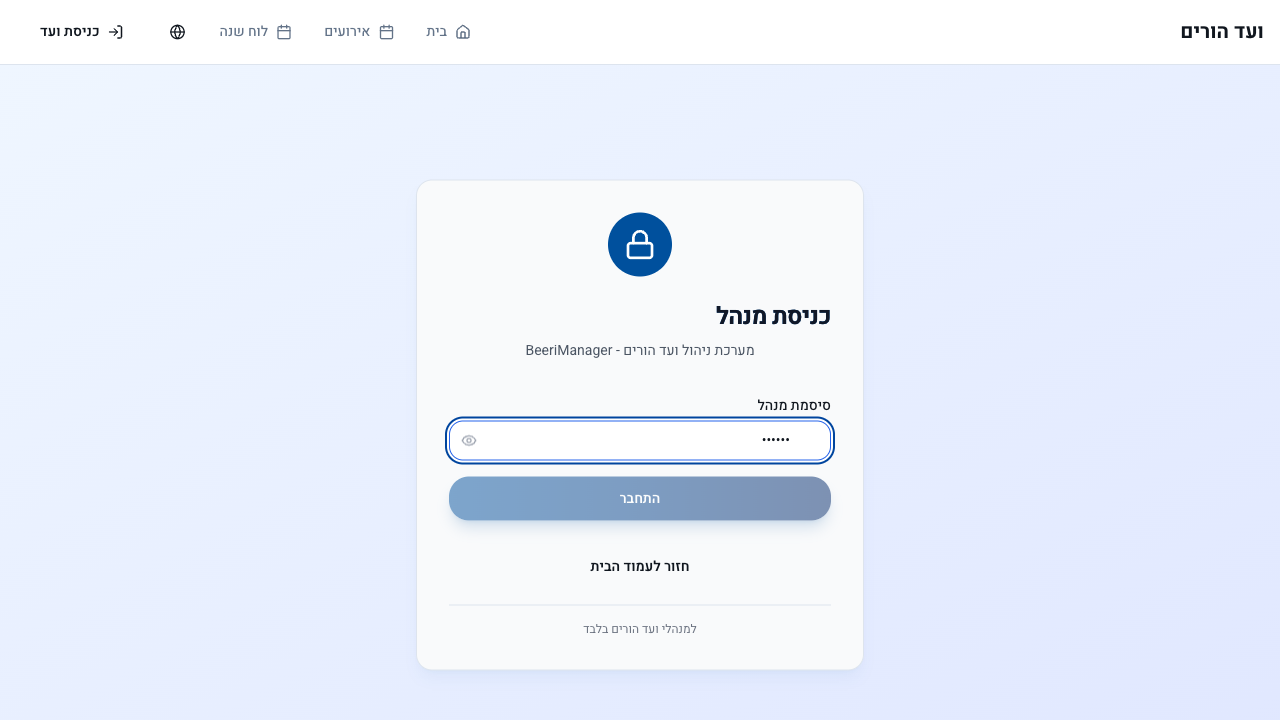 ועד הורים
בית
אירועים
לוח שנה
כניסת ועד
כניסת מנהל
מערכת ניהול ועד הורים - BeeriManager
סיסמת מנהל
••••••
התחבר
חזור לעמוד הבית
למנהלי ועד הורים בלבד